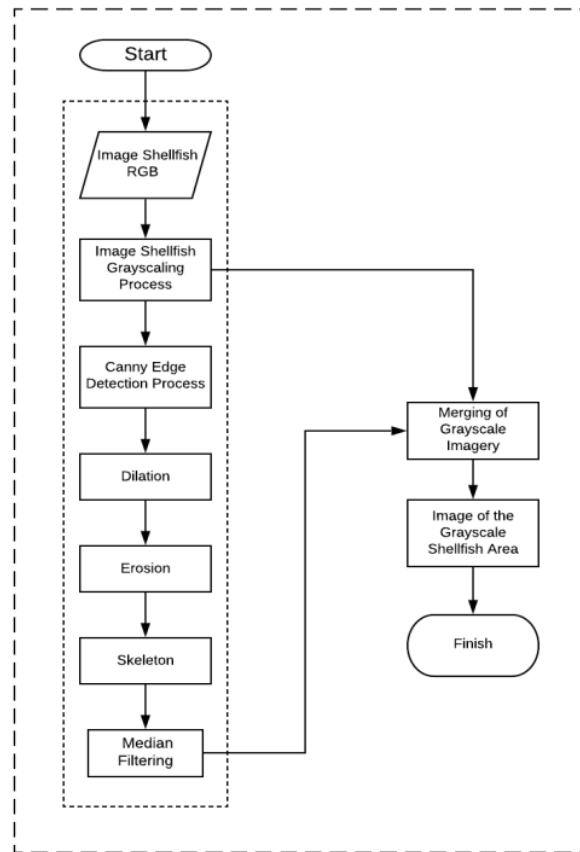 Start
Image Shellfish
RGB
Image Shellfish
Grayscaling
Process
Canny Edge
Detection Process
Dilation
Erosion
Skeleton
Median
Filtering
Merging of
Grayscale
Imagery
Image of the
Grayscale
Shellfish Area
Finish